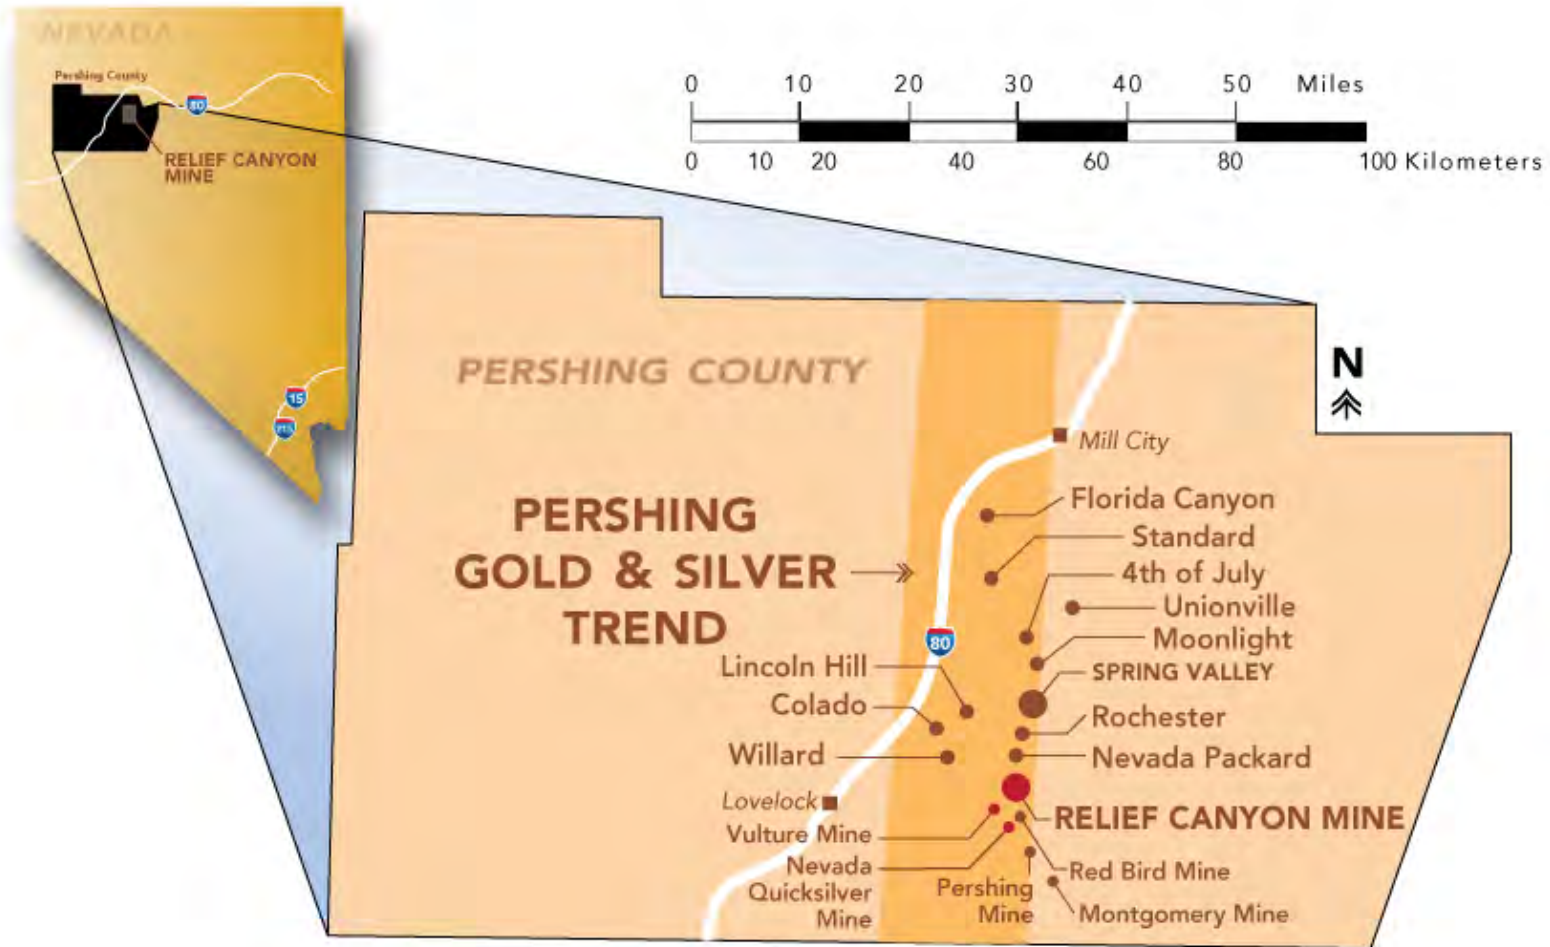 NEVADA
Pershing County
80
RELIEF CANYON
MINE
15
215
0 10 20 30 40 50 Miles
0 10 20 40 60 80 100 Kilometers
N
PERSHING COUNTY
Mill City
PERSHING
GOLD & SILVER
TREND
80
Florida Canyon
Standard
4th of July
Unionville
Moonlight
SPRING VALLEY
Rochester
Nevada Packard
RELIEF CANYON MINE
Red Bird Mine
Montgomery Mine
Lincoln Hill
Colado
Willard
Lovelock
Vulture Mine
Nevada
Quicksilver
Mine
Pershing
Mine